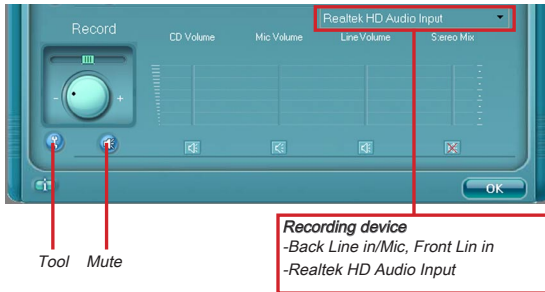 Realtek HD Audio Input
Record
CD Volume Mic Volume Line Volume Stereo Mix
- +
OK
Recording device
-Back Line in/Mic, Front Lin in
-Realtek HD Audio Input
Tool Mute